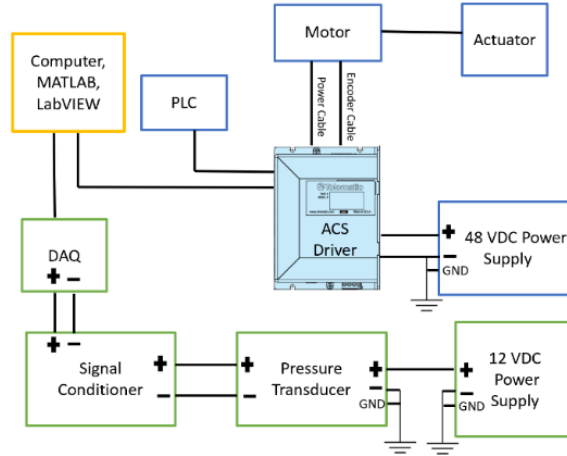 Motor
Actuator
Computer,
MATLAB,
LabVIEW
PLC
Power Cable
Encoder Cable
Tolomatic
ACS
Driver
+
−
GND
48 VDC Power
Supply
DAQ
+ −
+ −
Signal
Conditioner
+
−
+
−
Pressure
Transducer
+
−
GND
+
−
GND
12 VDC
Power
Supply